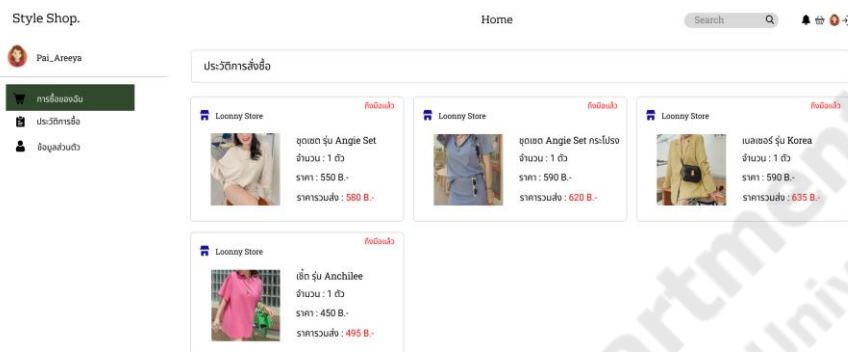 Style Shop.
Home
Search
Pai_Areeya
การซื้อของฉัน
ประวัติการซื้อ
ข้อมูลส่วนตัว
ประวัติการสั่งซื้อ
ถึงมือแล้ว
Loonny Store
ชุดเซต รุ่น Angie Set
จำนวน : 1 ตัว
ราคา : 550 B.-
ราคารวมส่ง : 580 B.-
ถึงมือแล้ว
Loonny Store
ชุดเซต Angie Set กระโปรง
จำนวน : 1 ตัว
ราคา : 590 B.-
ราคารวมส่ง : 620 B.-
ถึงมือแล้ว
Loonny Store
เบลเซอร์ รุ่น Korea
จำนวน : 1 ตัว
ราคา : 590 B.-
ราคารวมส่ง : 635 B.-
ถึงมือแล้ว
Loonny Store
เชิ้ต รุ่น Anchilee
จำนวน : 1 ตัว
ราคา : 450 B.-
ราคารวมส่ง : 495 B.-